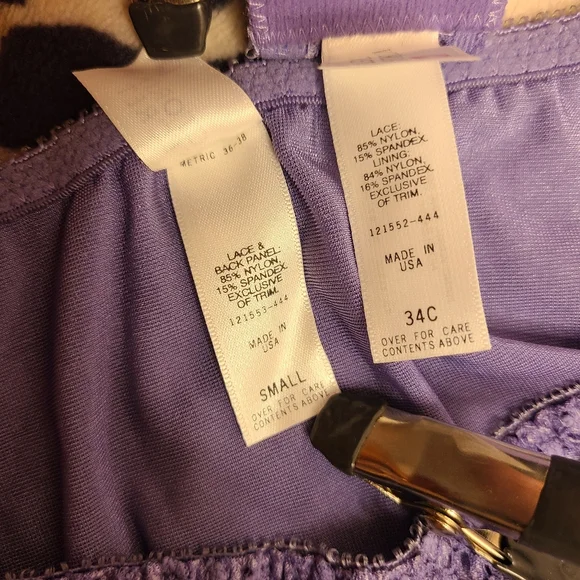 METRIC 36-38
LACE &
BACK PANEL:
85% NYLON,
15% SPANDEX.
EXCLUSIVE
OF TRIM.
121553-444
MADE IN
USA
SMALL
OVER FOR CARE
CONTENTS ABOVE
LACE:
85% NYLON,
15% SPANDEX.
LINING:
84% NYLON,
16% SPANDEX.
EXCLUSIVE
OF TRIM.
121552-444
MADE IN
USA
34C
OVER FOR CARE
CONTENTS ABOVE